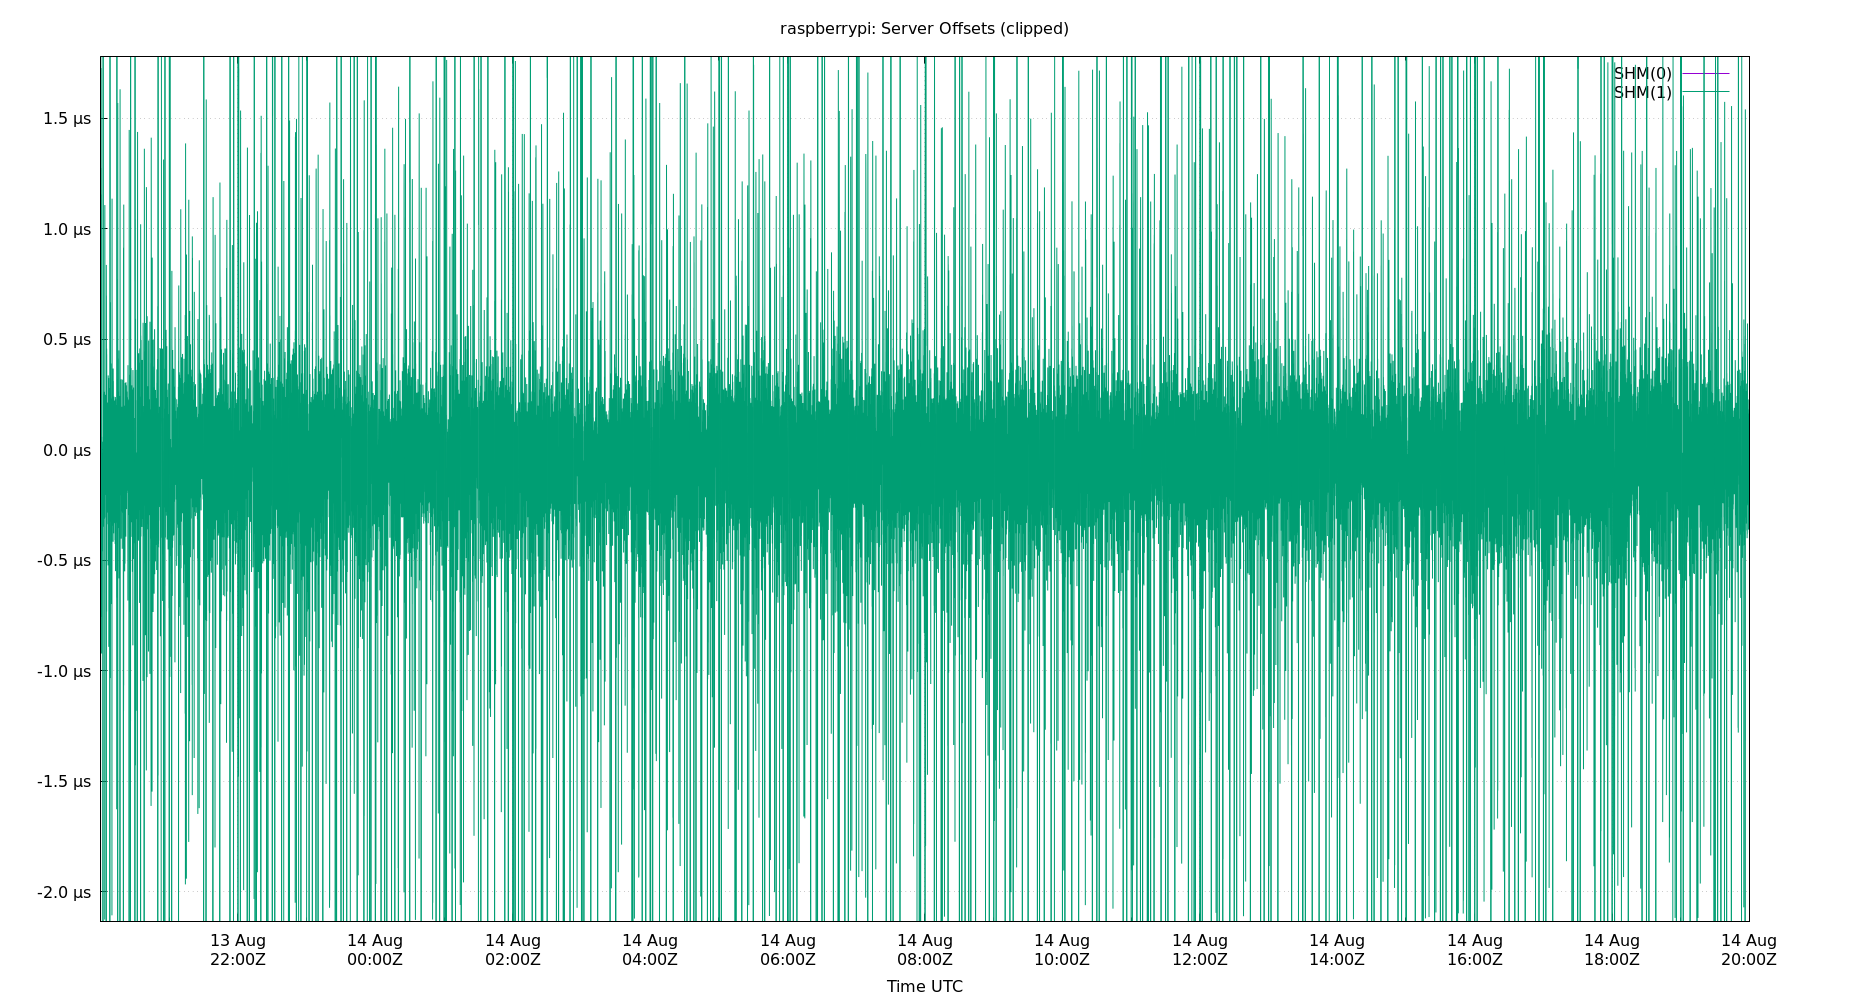 raspberrypi: Server Offsets (clipped)
SHM(0)
SHM(1)
1.5 µs
1.0 µs
0.5 µs
0.0 µs
-0.5 µs
-1.0 µs
-1.5 µs
-2.0 µs
13 Aug 14 Aug 14 Aug 14 Aug 14 Aug 14 Aug 14 Aug 14 Aug 14 Aug 14 Aug 14 Aug 14 Aug
22:00Z 00:00Z 02:00Z 04:00Z 06:00Z 08:00Z 10:00Z 12:00Z 14:00Z 16:00Z 18:00Z 20:00Z
Time UTC